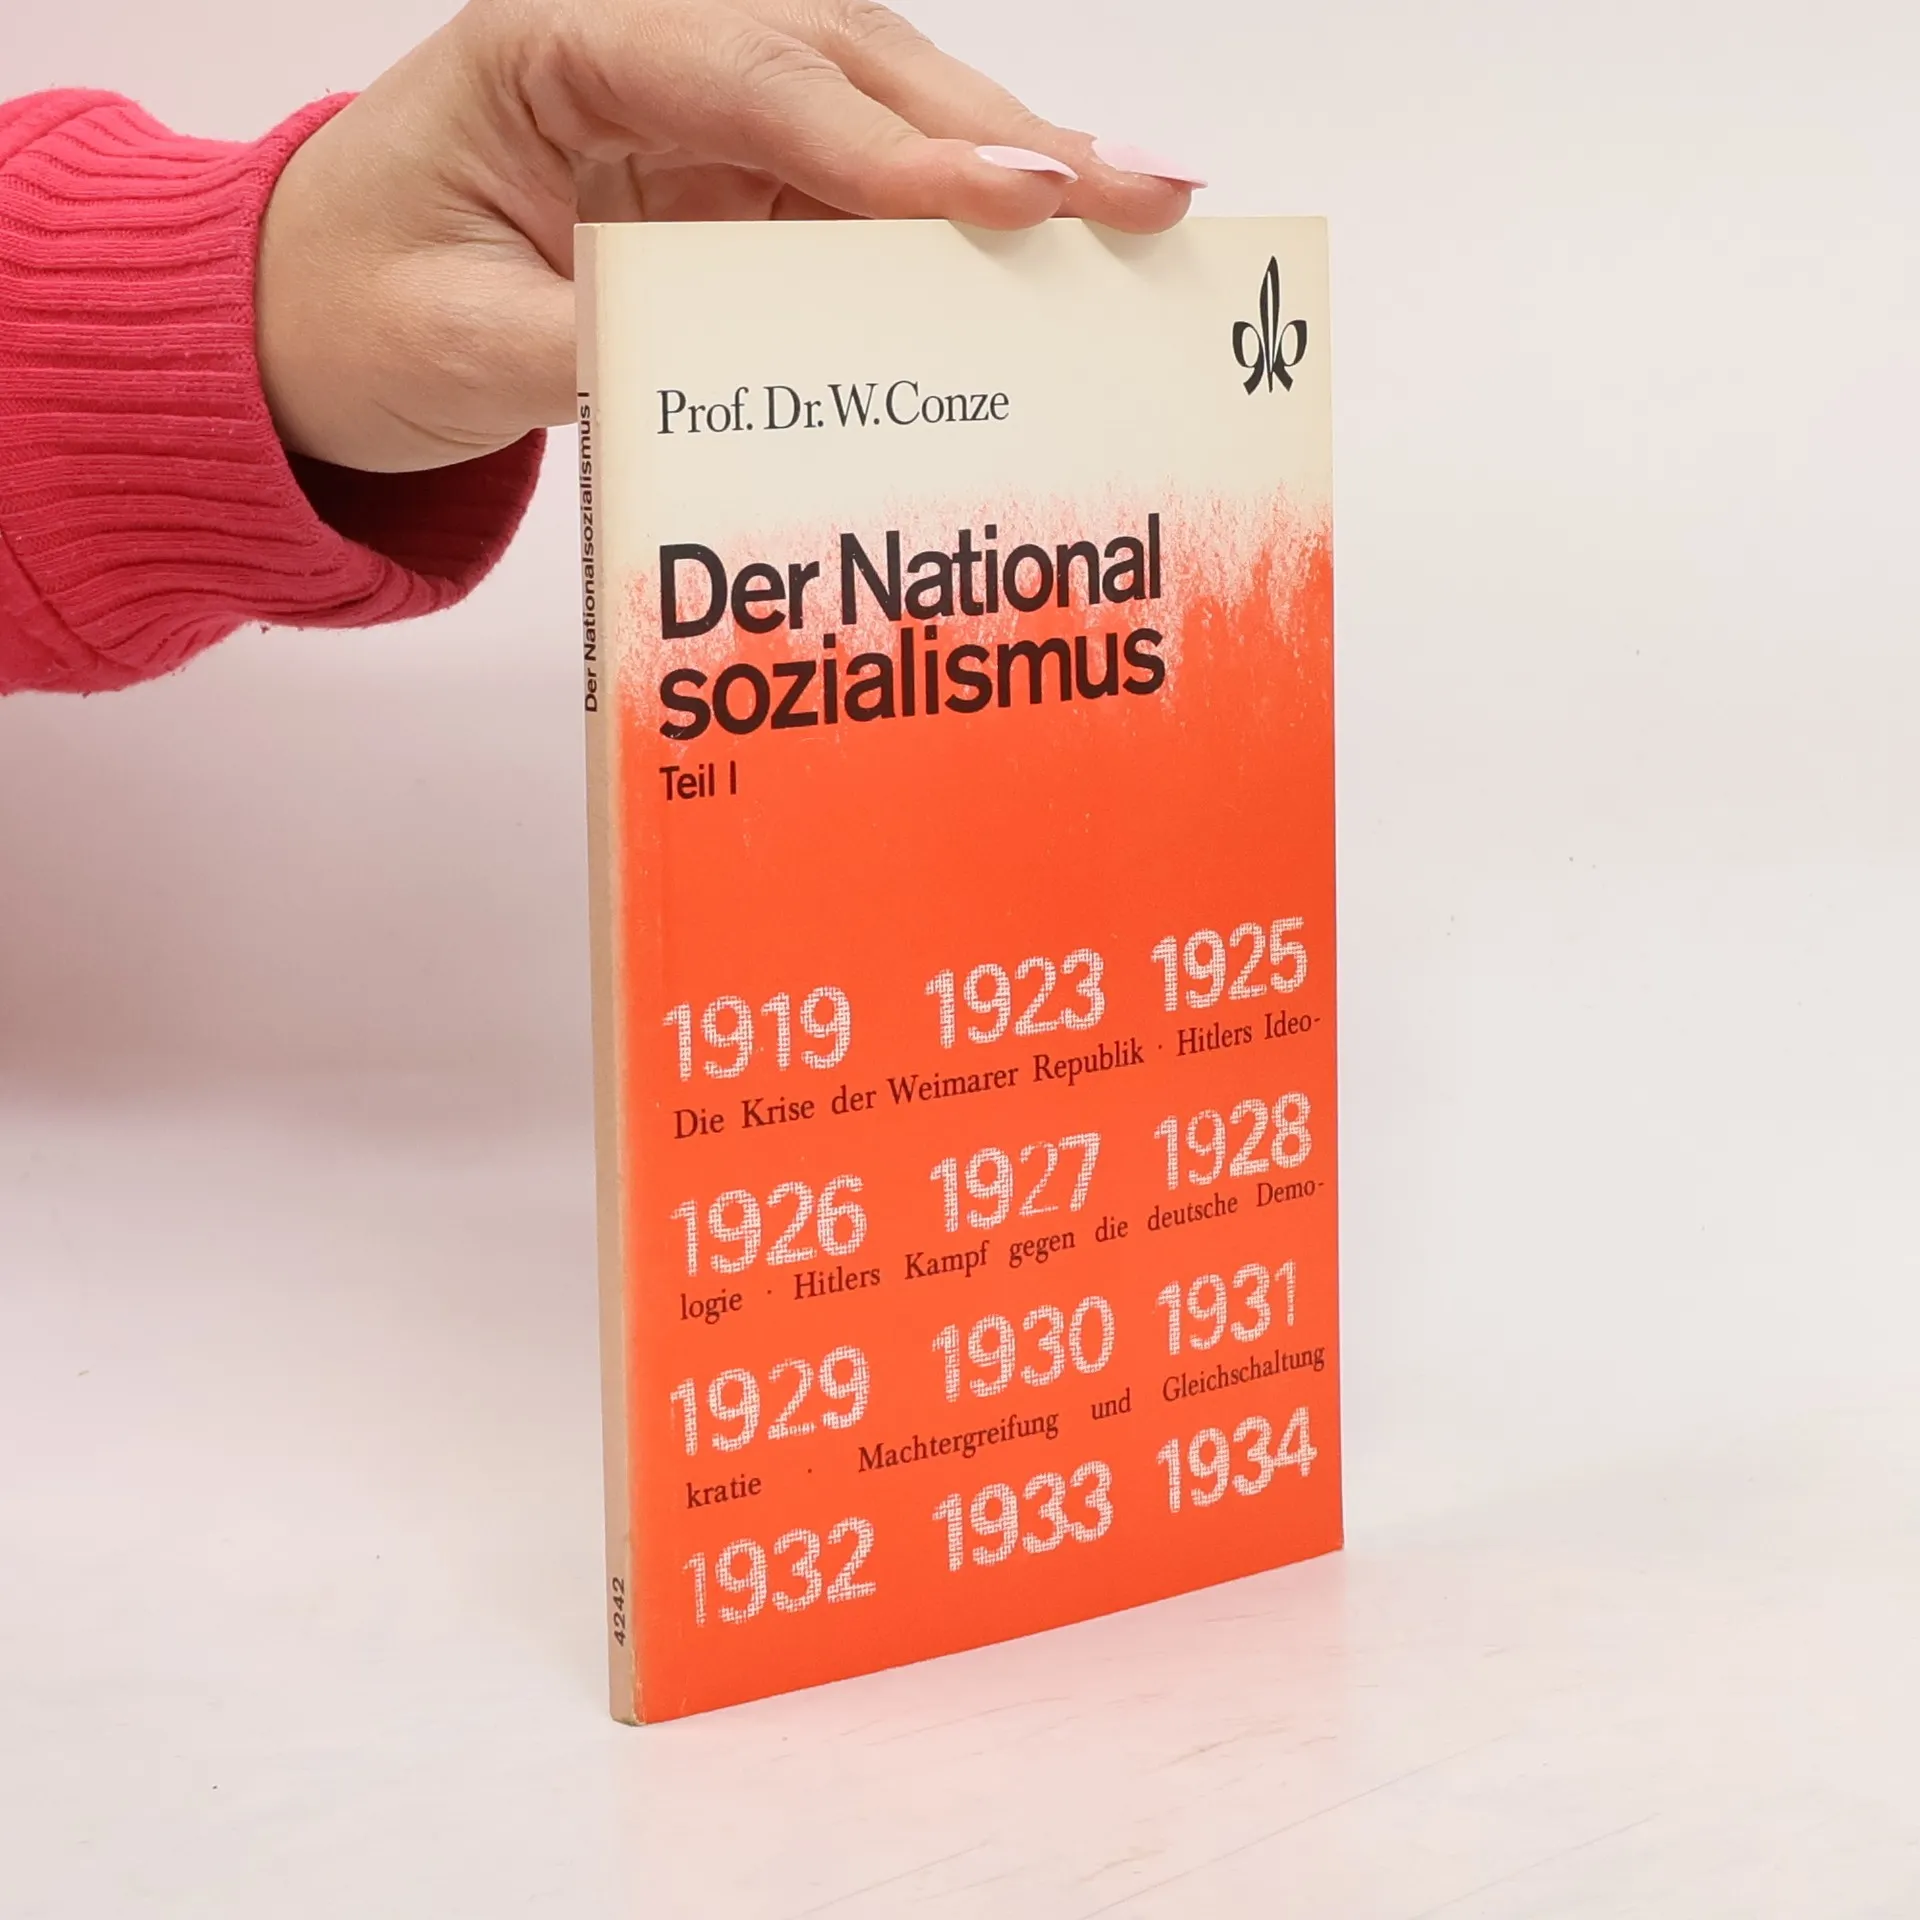 Prof. Dr. W. Conze
Der National
sozialismus
Teil I
1919 1923 1925
Die Krise der Weimarer Republik · Hitlers Ideo-
1926 1927 1928
logie · Hitlers Kampf gegen die deutsche Demo-
1929 1930 1931
kratie · Machtergreifung und Gleichschaltung
1932 1933 1934
Der Nationalsozialismus I
4242